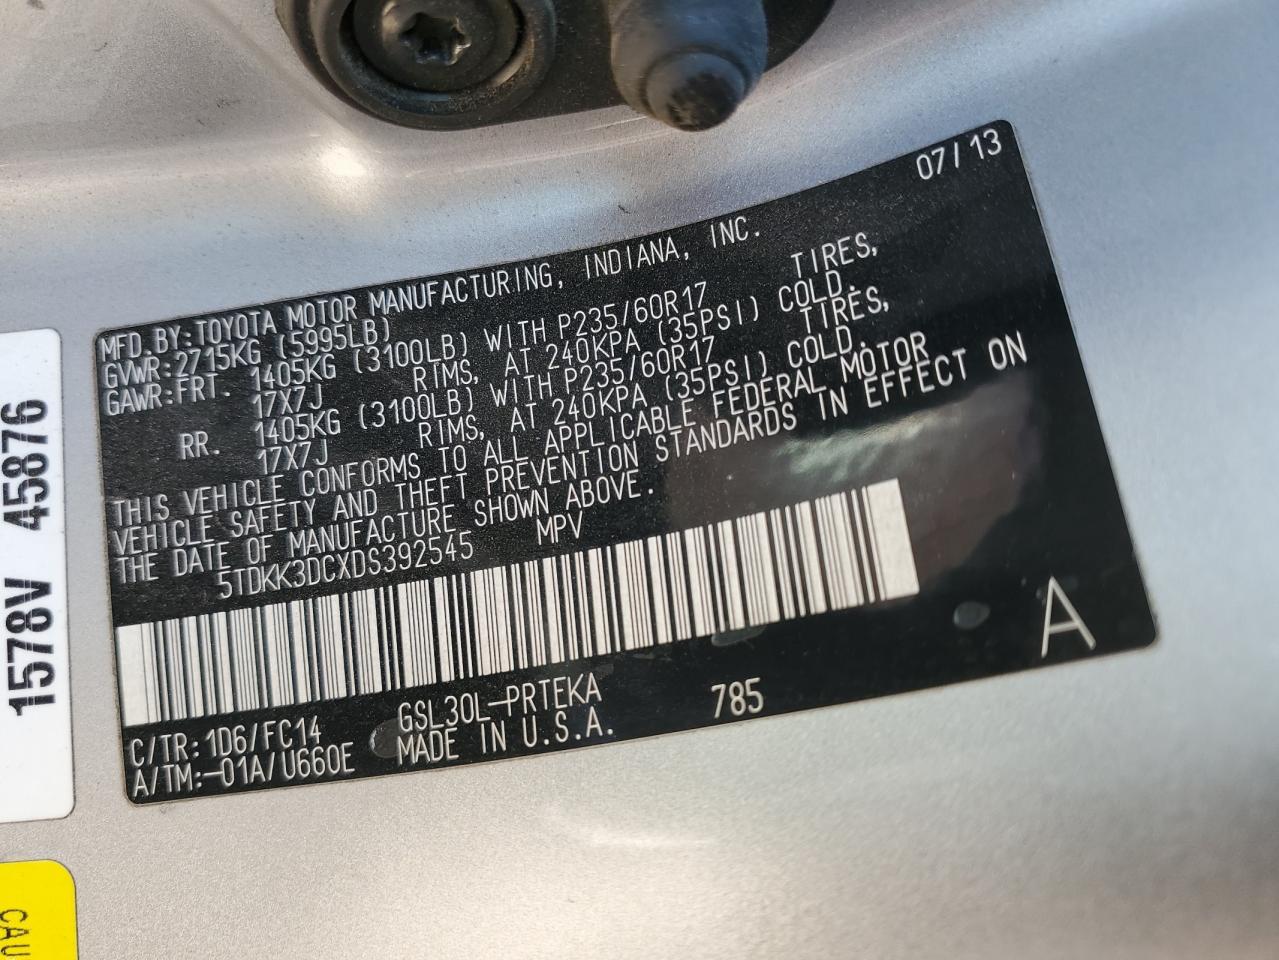 07/13
MFD.BY:TOYOTA MOTOR MANUFACTURING, INDIANA, INC.
GVWR:2715KG (5995LB)
GAWR:FRT. 1405KG (3100LB) WITH P235/60R17 TIRES,
17X7J RIMS, AT 240KPA (35PSI) COLD.
RR. 1405KG (3100LB) WITH P235/60R17 TIRES,
17X7J RIMS, AT 240KPA (35PSI) COLD.
THIS VEHICLE CONFORMS TO ALL APPLICABLE FEDERAL MOTOR
VEHICLE SAFETY AND THEFT PREVENTION STANDARDS IN EFFECT ON
THE DATE OF MANUFACTURE SHOWN ABOVE.
5TDKK3DCXDS392545 MPV
C/TR:1D6/FC14 GSL30L-PRTEKA 785 A
A/TM:-01A/U660E MADE IN U.S.A.
1578V 45876
CAU